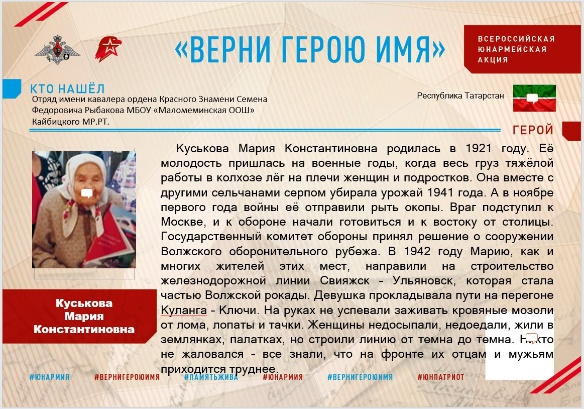 «ВЕРНИ ГЕРОЮ ИМЯ»
ВСЕРОССИЙСКАЯ
ЮНАРМЕЙСКАЯ
АКЦИЯ
КТО НАШЁЛ
Отряд имени кавалера ордена Красного Знамени Семена
Федоровича Рыбакова МБОУ «Маломеминская ООШ»
Кайбицкого МР.РТ.
Республика Татарстан
ГЕРОЙ
Куськова Мария Константиновна родилась в 1921 году. Её
молодость пришлась на военные годы, когда весь груз тяжёлой
работы в колхозе лёг на плечи женщин и подростков. Она вместе с
другими сельчанами серпом убирала урожай 1941 года. А в ноябре
первого года войны её отправили рыть окопы. Враг подступил к
Москве, и к обороне начали готовиться и к востоку от столицы.
Государственный комитет обороны принял решение о сооружении
Волжского оборонительного рубежа. В 1942 году Марию, как и
многих жителей этих мест, направили на строительство
железнодорожной линии Свияжск - Ульяновск, которая стала
частью Волжской рокады. Девушка прокладывала пути на перегоне
Куланга - Ключи. На руках не успевали заживать кровяные мозоли
от лома, лопаты и тачки. Женщины недосыпали, недоедали, жили в
землянках, палатках, но строили линию от темна до темна.
не жаловался - все знали, что на фронте их отцам и мужьям
приходится труднее.
Куськова
Мария
Константиновна
#ЮНАРМИЯ #ВЕРНИГЕРОЮИМЯ #ПАМЯТЬЖИВА #ЮНАРМИЯ #ВЕРНИГЕРОЮИМЯ #ЮНПАТРИОТ